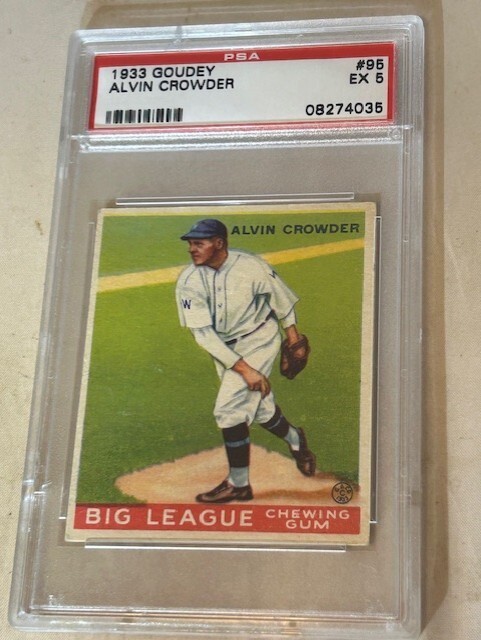 PSA
1933 GOUDEY #95
ALVIN CROWDER EX 5
08274035
ALVIN CROWDER
W W
BIG LEAGUE CHEWING GUM